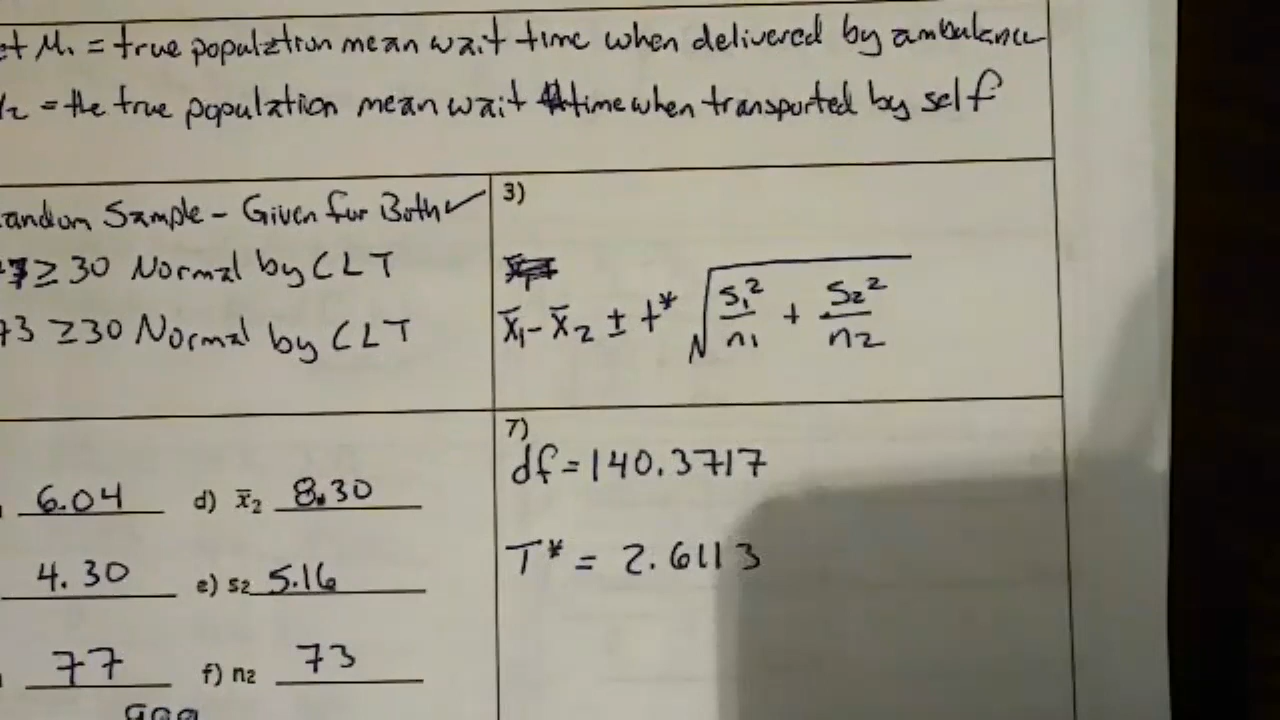 μ₁ = true population mean wait time when delivered by ambulance
= the true population mean wait time when transported by self
Random Sample - Given for Both ✓
≥ 30 Normal by CLT
73 ≥30 Normal by CLT
3)
x̄₁ - x̄₂ ± t* √(s₁²/n₁ + s₂²/n₂)
6.04
d) x̄₂ 8.30
4.30
e) s₂ 5.16
77
f) n₂ 73
7)
df = 140.3717
T* = 2.6113